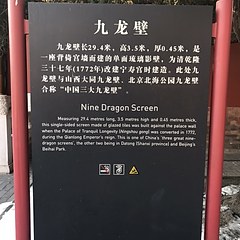 九龙壁
九龙壁长29.4米，高3.5米，厚0.45米，是
一座背倚宫墙而建的单面琉璃影壁，为清乾隆
三十七年(1772年)改建宁寿宫时建造。此处九
龙壁与山西大同九龙壁、北京北海公园九龙壁
合称“中国三大九龙壁”。
Nine Dragon Screen
Measuring 29.4 metres long, 3.5 metres high and 0.45 metres thick,
this single-sided screen made of glazed tiles was built against the palace wall
when the Palace of Tranquil Longevity (Ningshou gong) was converted in 1772,
during the Qianlong Emperor's reign. This is one of China's 'three great nine-
dragon screens', the other two being in Datong (Shanxi province) and Beijing's
Beihai Park.